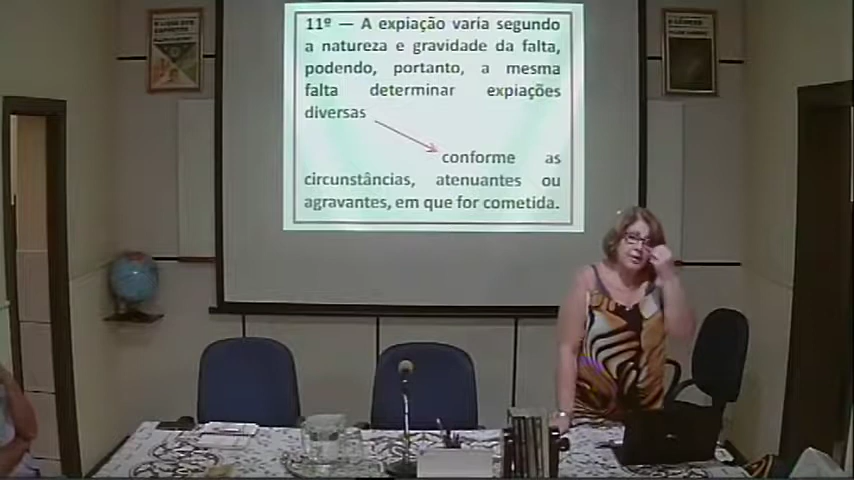 11º — A expiação varia segundo
a natureza e gravidade da falta,
podendo, portanto, a mesma
falta determinar expiações
diversas
conforme as
circunstâncias, atenuantes ou
agravantes, em que for cometida.